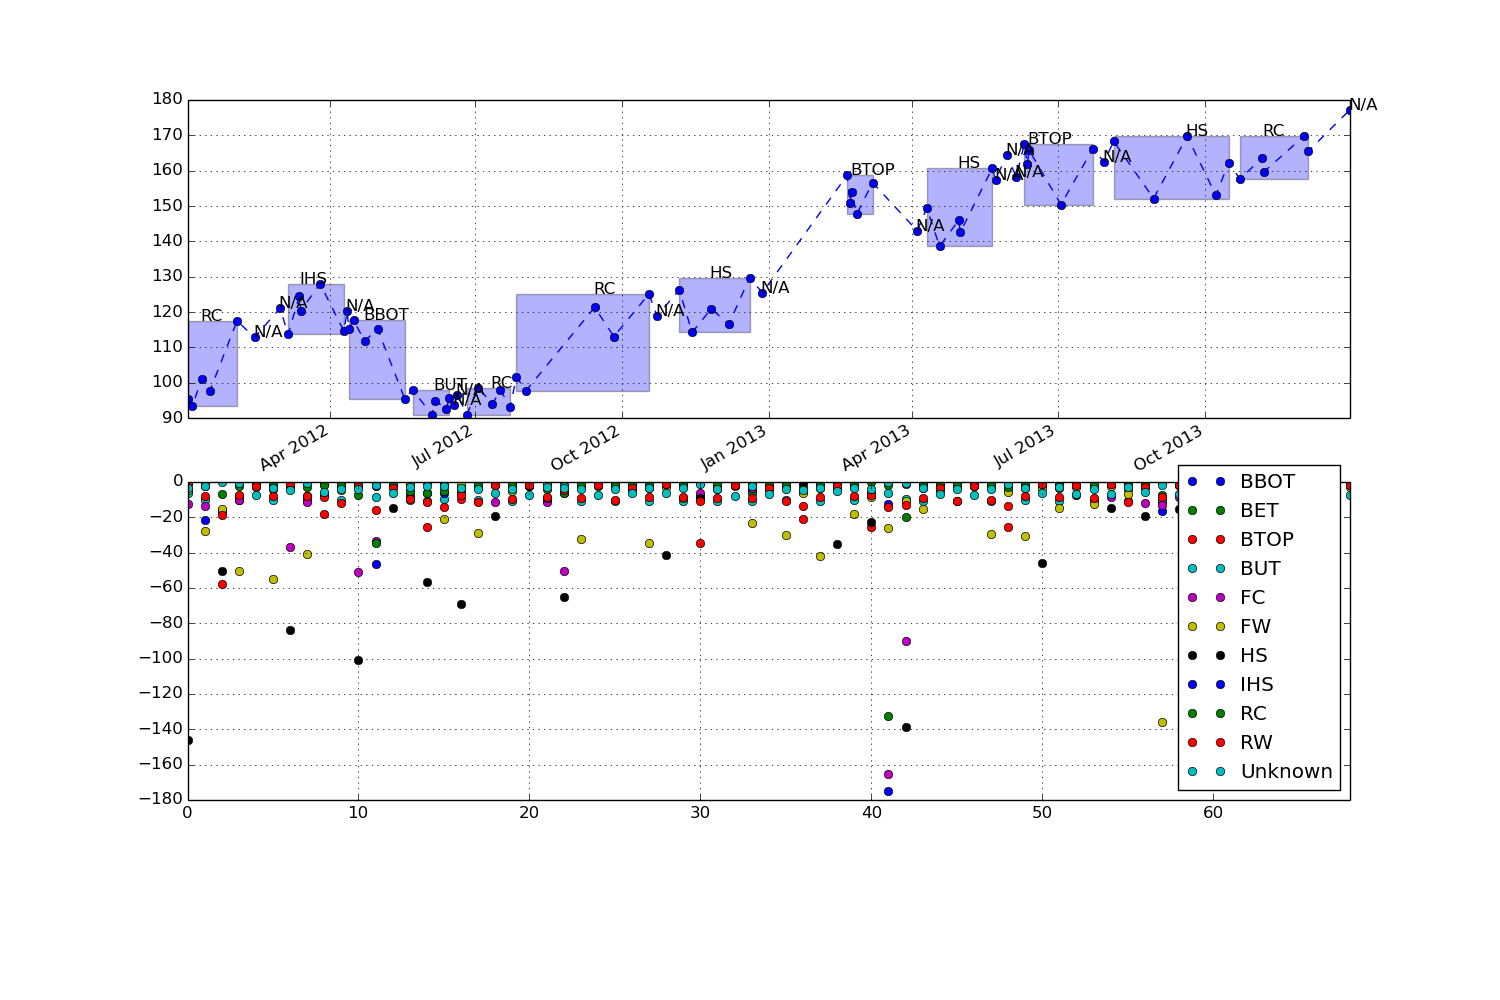 180
170
160
150
140
130
120
110
100
90
RC
N/A
N/A
IHS
N/A
BBOT
BUT
N/A
N/A
RC
RC
N/A
HS
N/A
BTOP
N/A
HS
N/A
N/A
N/A
BTOP
N/A
HS
RC
N/A
Apr 2012
Jul 2012
Oct 2012
Jan 2013
Apr 2013
Jul 2013
Oct 2013
0
−20
−40
−60
−80
−100
−120
−140
−160
−180
0 10 20 30 40 50 60
BBOT
BET
BTOP
BUT
FC
FW
HS
IHS
RC
RW
Unknown